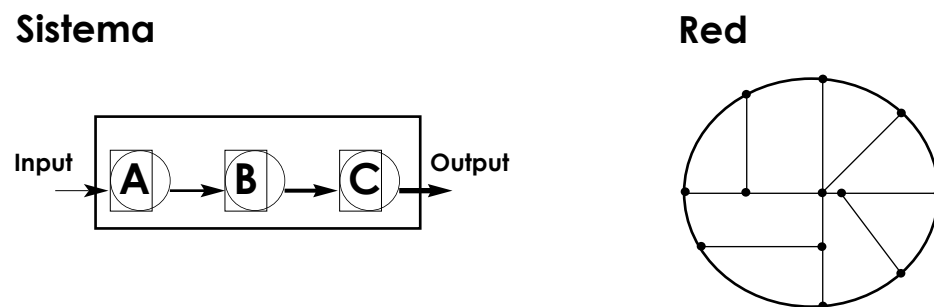 Sistema
Red
Input
A
B
C
Output